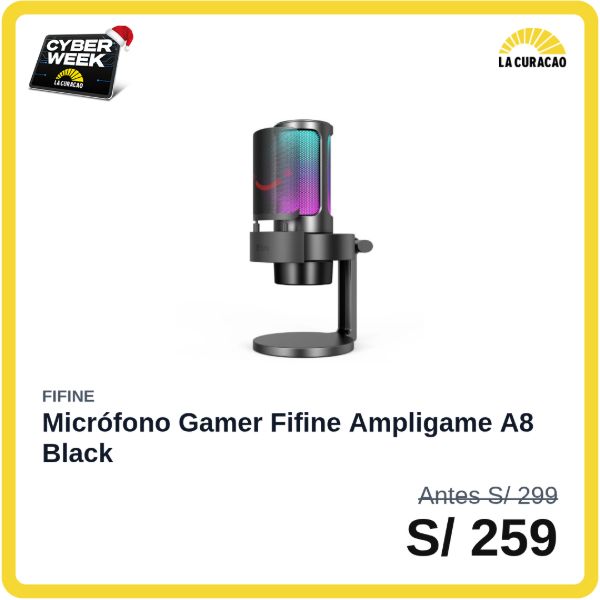 CYBER
WEEK
LA CURACAO
LA CURACAO
FIFINE
Micrófono Gamer Fifine Ampligame A8
Black
Antes S/ 299
S/ 259